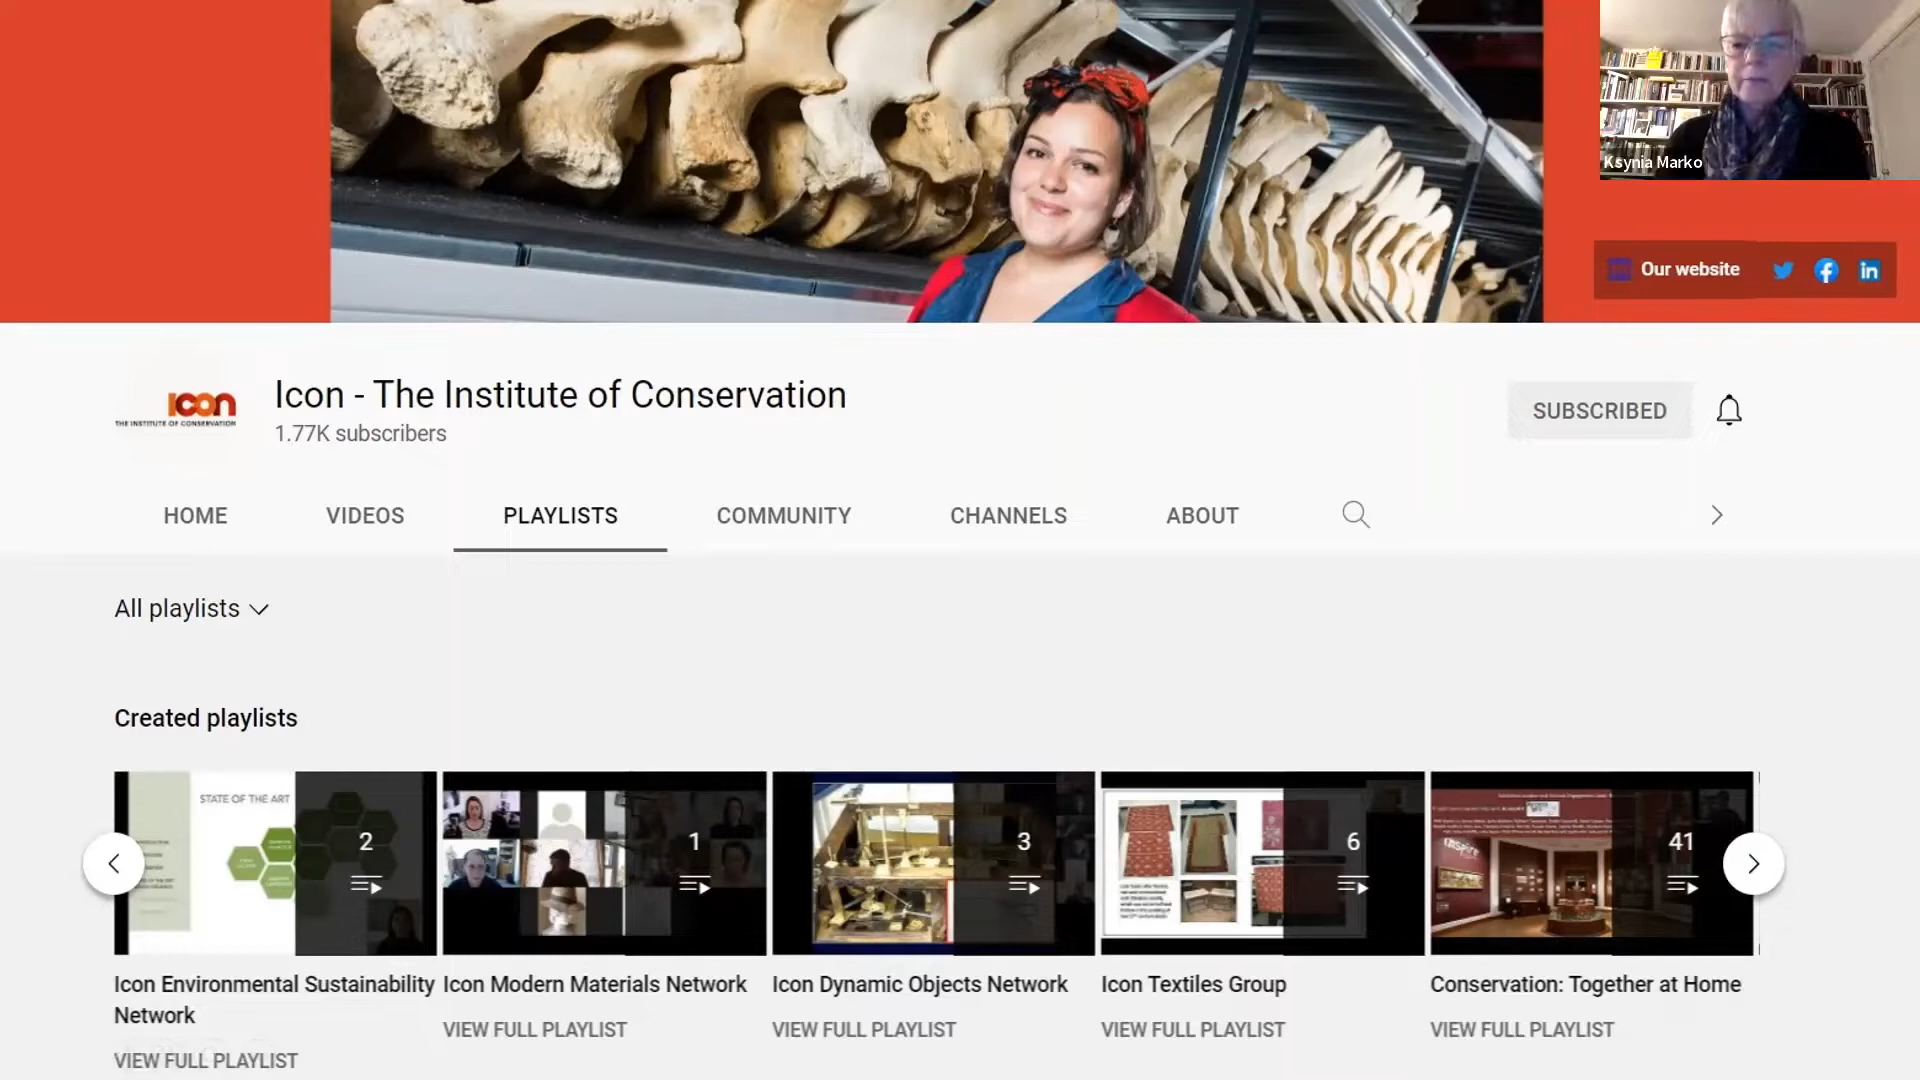 Ksynia Marko
Our website
Icon
THE INSTITUTE OF CONSERVATION
Icon - The Institute of Conservation
1.77K subscribers
SUBSCRIBED
HOME
VIDEOS
PLAYLISTS
COMMUNITY
CHANNELS
ABOUT
All playlists
Created playlists
STATE OF THE ART
2
1
3
6
inspire
41
Icon Environmental Sustainability
Network
VIEW FULL PLAYLIST
Icon Modern Materials Network
VIEW FULL PLAYLIST
Icon Dynamic Objects Network
VIEW FULL PLAYLIST
Icon Textiles Group
VIEW FULL PLAYLIST
Conservation: Together at Home
VIEW FULL PLAYLIST